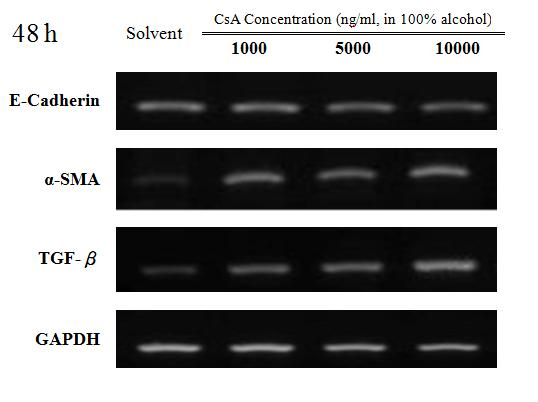 48 h
Solvent
CsA Concentration (ng/ml, in 100% alcohol)
1000 5000 10000
E-Cadherin
α-SMA
TGF-β
GAPDH